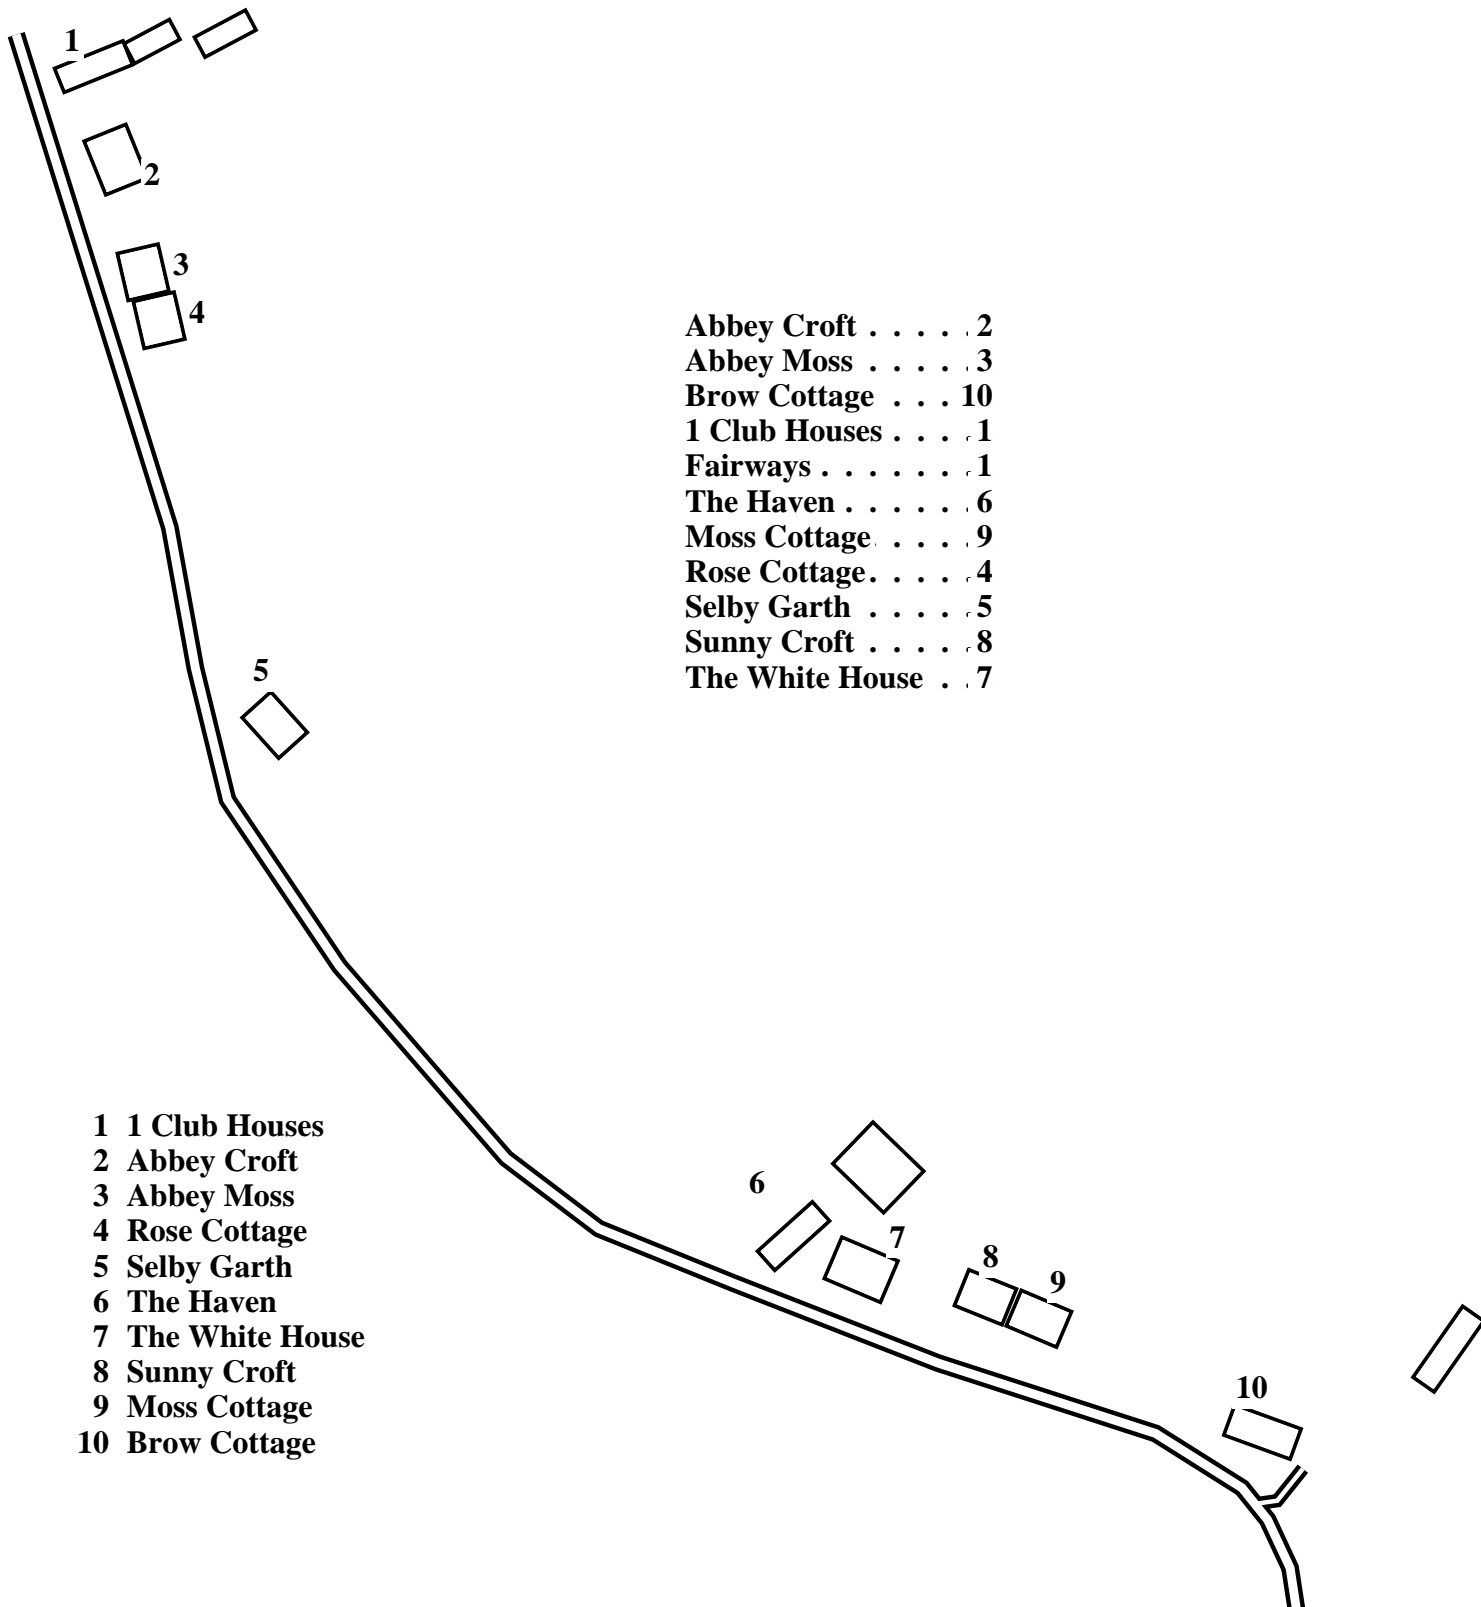 1
2
3
4
Abbey Croft . . . . . 2
Abbey Moss . . . . . 3
Brow Cottage . . . 10
1 Club Houses . . . . 1
Fairways . . . . . . . 1
The Haven . . . . . . 6
Moss Cottage . . . . 9
Rose Cottage . . . . . 4
Selby Garth . . . . . 5
Sunny Croft . . . . . 8
The White House . . 7
5
1 1 Club Houses
2 Abbey Croft
3 Abbey Moss
4 Rose Cottage
5 Selby Garth
6 The Haven
7 The White House
8 Sunny Croft
9 Moss Cottage
10 Brow Cottage
6
7
8
9
10